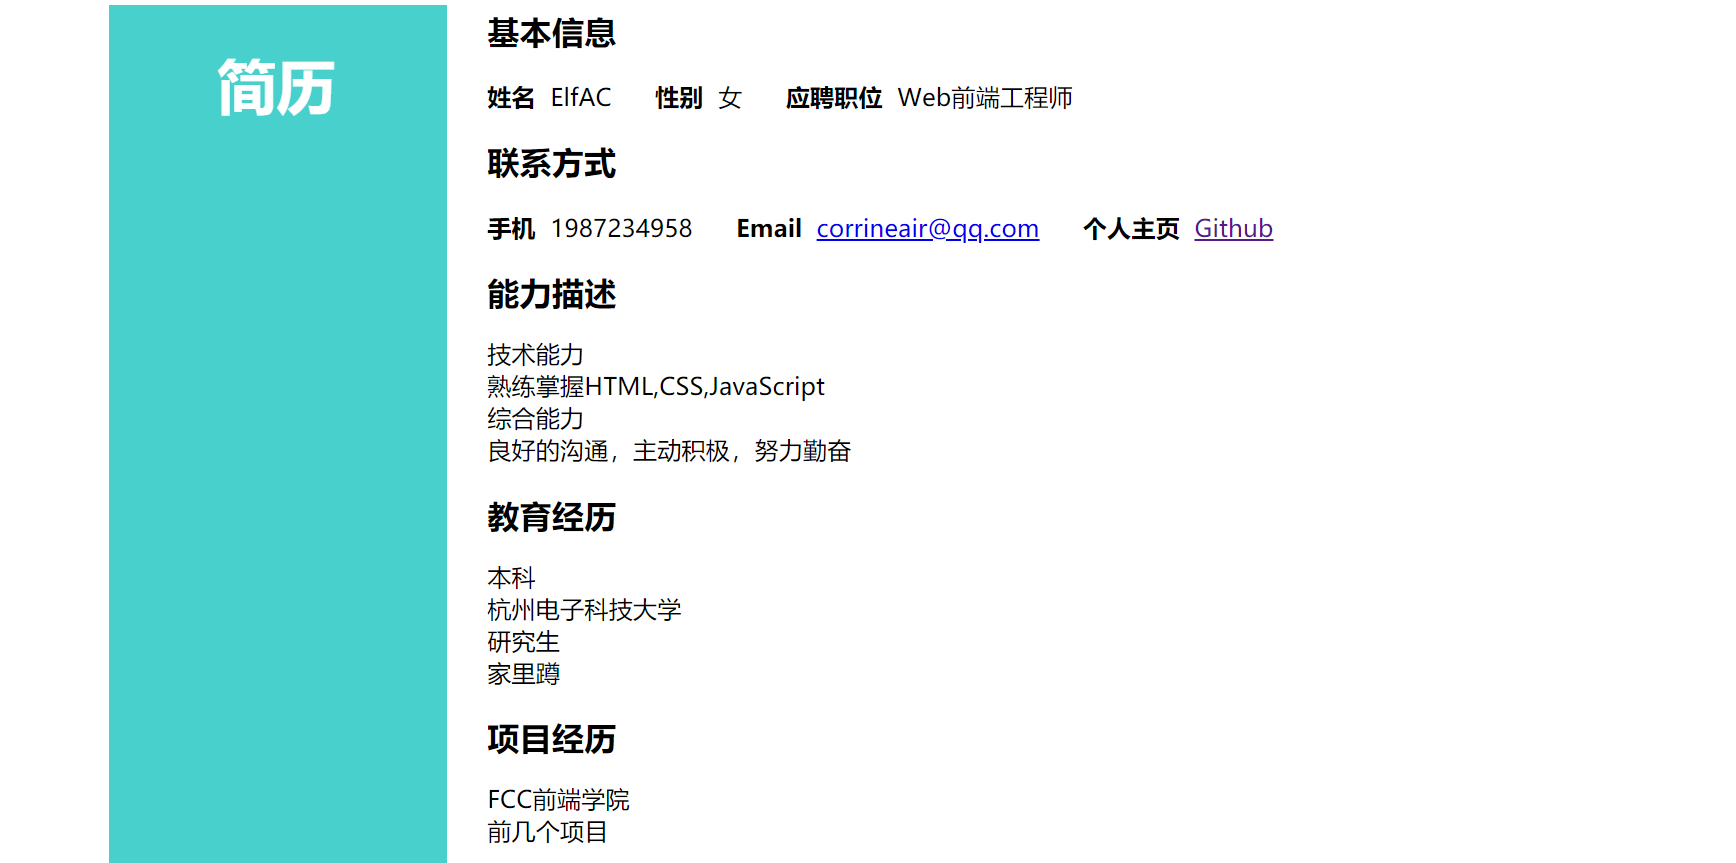 简历
基本信息
姓名 ElfAC 性别 女 应聘职位 Web前端工程师
联系方式
手机 1987234958 Email corrineair@qq.com 个人主页 Github
能力描述
技术能力
熟练掌握HTML,CSS,JavaScript
综合能力
良好的沟通，主动积极，努力勤奋
教育经历
本科
杭州电子科技大学
研究生
家里蹲
项目经历
FCC前端学院
前几个项目